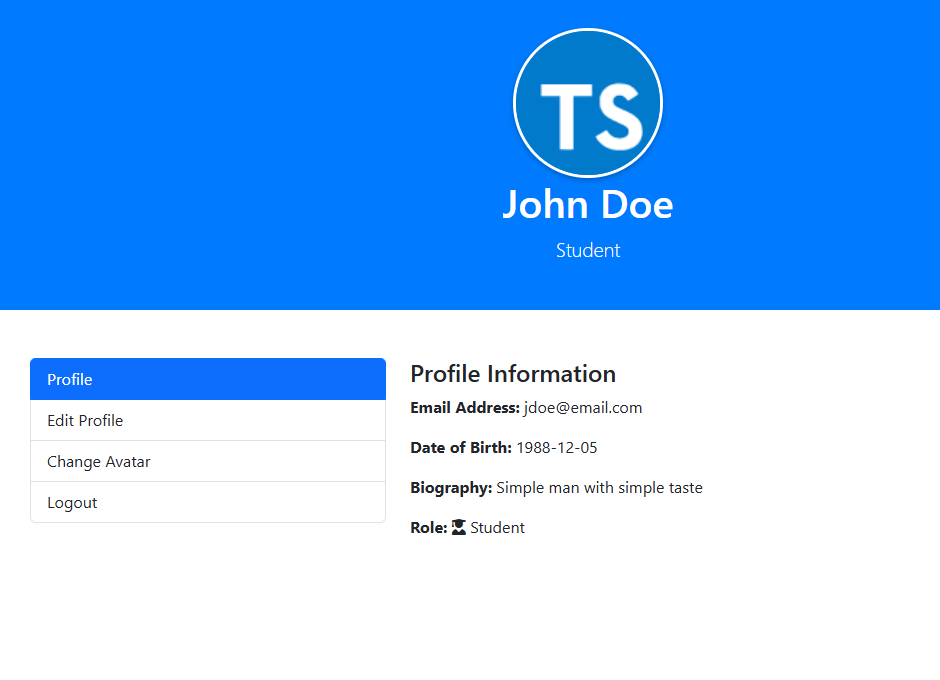 TS
John Doe
Student
Profile
Edit Profile
Change Avatar
Logout
Profile Information
Email Address: jdoe@email.com
Date of Birth: 1988-12-05
Biography: Simple man with simple taste
Role: Student